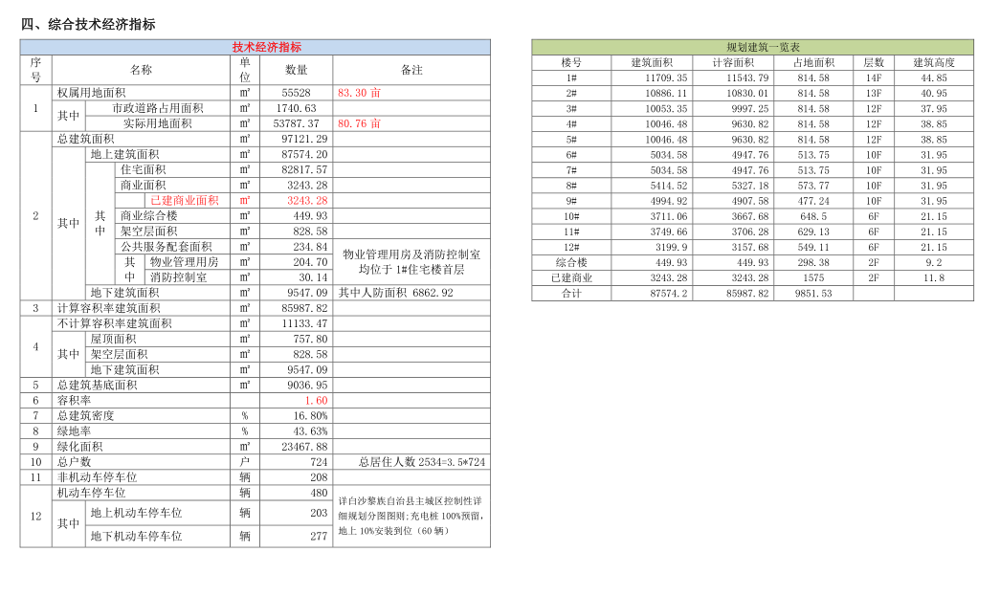 四、综合技术经济指标
技术经济指标
序号 名称 单位 数量 备注
1 权属用地面积 ㎡ 55528 83.30 亩
其中 市政道路占用面积 ㎡ 1740.63
实际用地面积 ㎡ 53787.37 80.76 亩
2 总建筑面积 ㎡ 97121.29
其中 地上建筑面积 ㎡ 87574.20
其中 住宅面积 ㎡ 82817.57
商业面积 ㎡ 3243.28
已建商业面积 ㎡ 3243.28
商业综合楼 ㎡ 449.93
架空层面积 ㎡ 828.58
公共服务配套面积 ㎡ 234.84 物业管理用房及消防控制室
均位于 1#住宅楼首层
其中 物业管理用房 ㎡ 204.70
消防控制室 ㎡ 30.14
地下建筑面积 ㎡ 9547.09 其中人防面积 6862.92
3 计算容积率建筑面积 ㎡ 85987.82
4 不计算容积率建筑面积 ㎡ 11133.47
其中 屋顶面积 ㎡ 757.80
架空层面积 ㎡ 828.58
地下建筑面积 ㎡ 9547.09
5 总建筑基底面积 ㎡ 9036.95
6 容积率 1.60
7 总建筑密度 % 16.80%
8 绿地率 % 43.63%
9 绿化面积 ㎡ 23467.88
10 总户数 户 724 总居住人数 2534=3.5*724
11 非机动车停车位 辆 208
12 机动车停车位 辆 480
其中 地上机动车停车位 辆 203
地下机动车停车位 辆 277
详白沙黎族自治县主城区控制性详
细规划分图图则;充电桩 100%预留,
地上 10%安装到位（60 辆）
规划建筑一览表
楼号 建筑面积 计容面积 占地面积 层数 建筑高度
1# 11709.35 11543.79 814.58 14F 44.85
2# 10886.11 10830.01 814.58 13F 40.95
3# 10053.35 9997.25 814.58 12F 37.95
4# 10046.48 9630.82 814.58 12F 38.85
5# 10046.48 9630.82 814.58 12F 38.85
6# 5034.58 4947.76 513.75 10F 31.95
7# 5034.58 4947.76 513.75 10F 31.95
8# 5414.52 5327.18 573.77 10F 31.95
9# 4994.92 4907.58 477.24 10F 31.95
10# 3711.06 3667.68 648.5 6F 21.15
11# 3749.66 3706.28 629.13 6F 21.15
12# 3199.9 3157.68 549.11 6F 21.15
综合楼 449.93 449.93 298.38 2F 9.2
已建商业 3243.28 3243.28 1575 2F 11.8
合计 87574.2 85987.82 9851.53